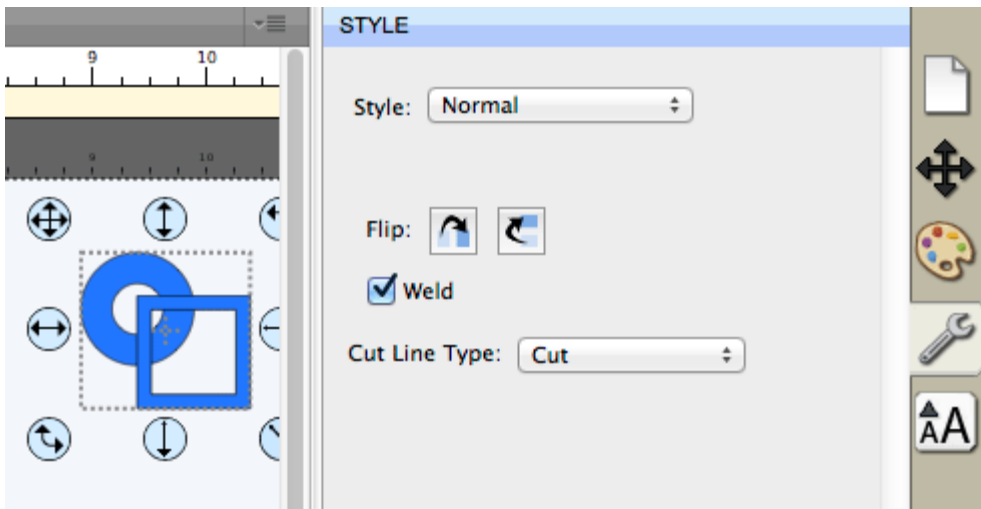 STYLE
9 10
Style: Normal
9 10
Flip:
Weld
Cut Line Type: Cut
AA